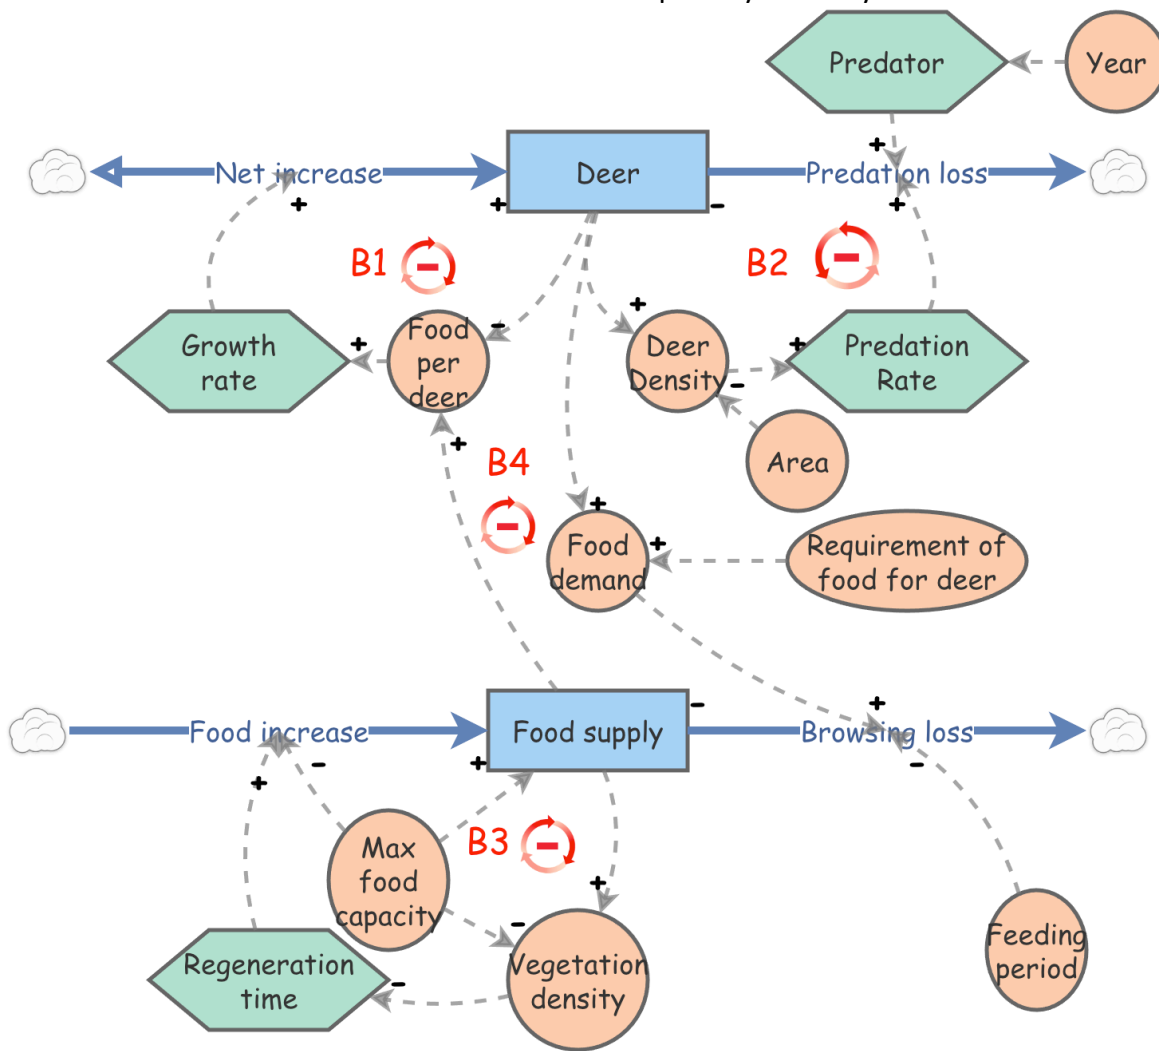 Predator
Year
Net increase
Deer
Predation loss
B1
B2
Growth
rate
Food
per
deer
Deer
Density
Predation
Rate
Area
B4
Food
demand
Requirement of
food for deer
Food increase
Food supply
Browsing loss
Max
food
capacity
B3
Regeneration
time
Vegetation
density
Feeding
period